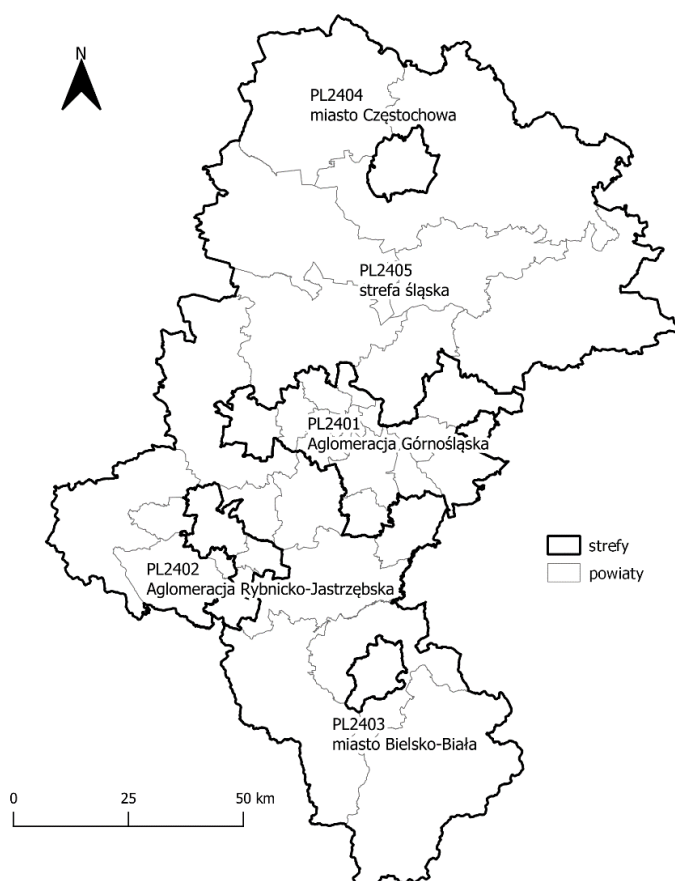 N
PL2404
miasto Częstochowa
PL2405
strefa śląska
PL2401
Aglomeracja Górnośląska
strefy
powiaty
PL2402
Aglomeracja Rybnicko-Jastrzębska
PL2403
miasto Bielsko-Biała
0 25 50 km